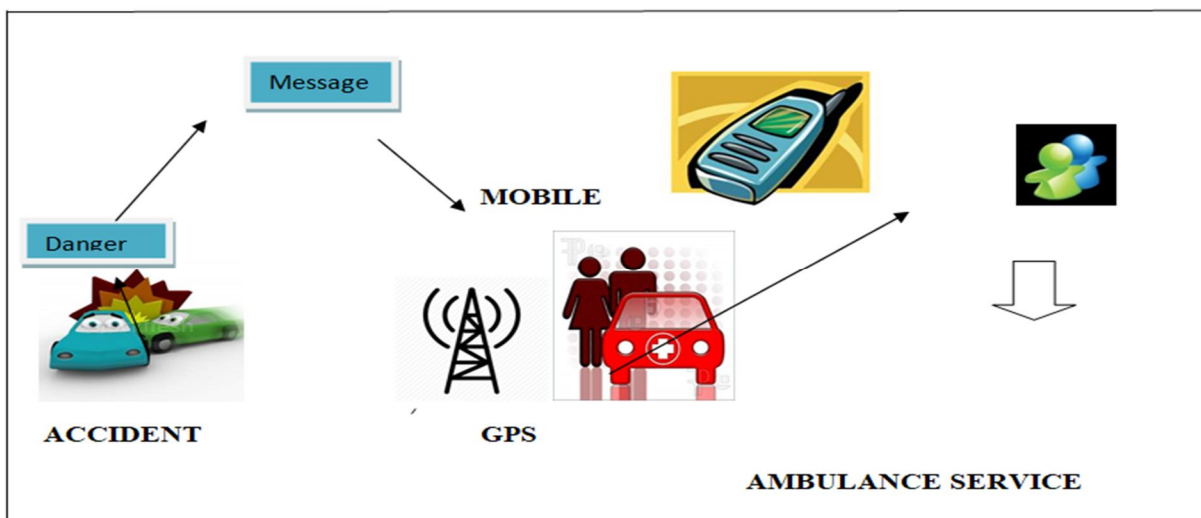 Message
MOBILE
Danger
ACCIDENT
GPS
AMBULANCE SERVICE